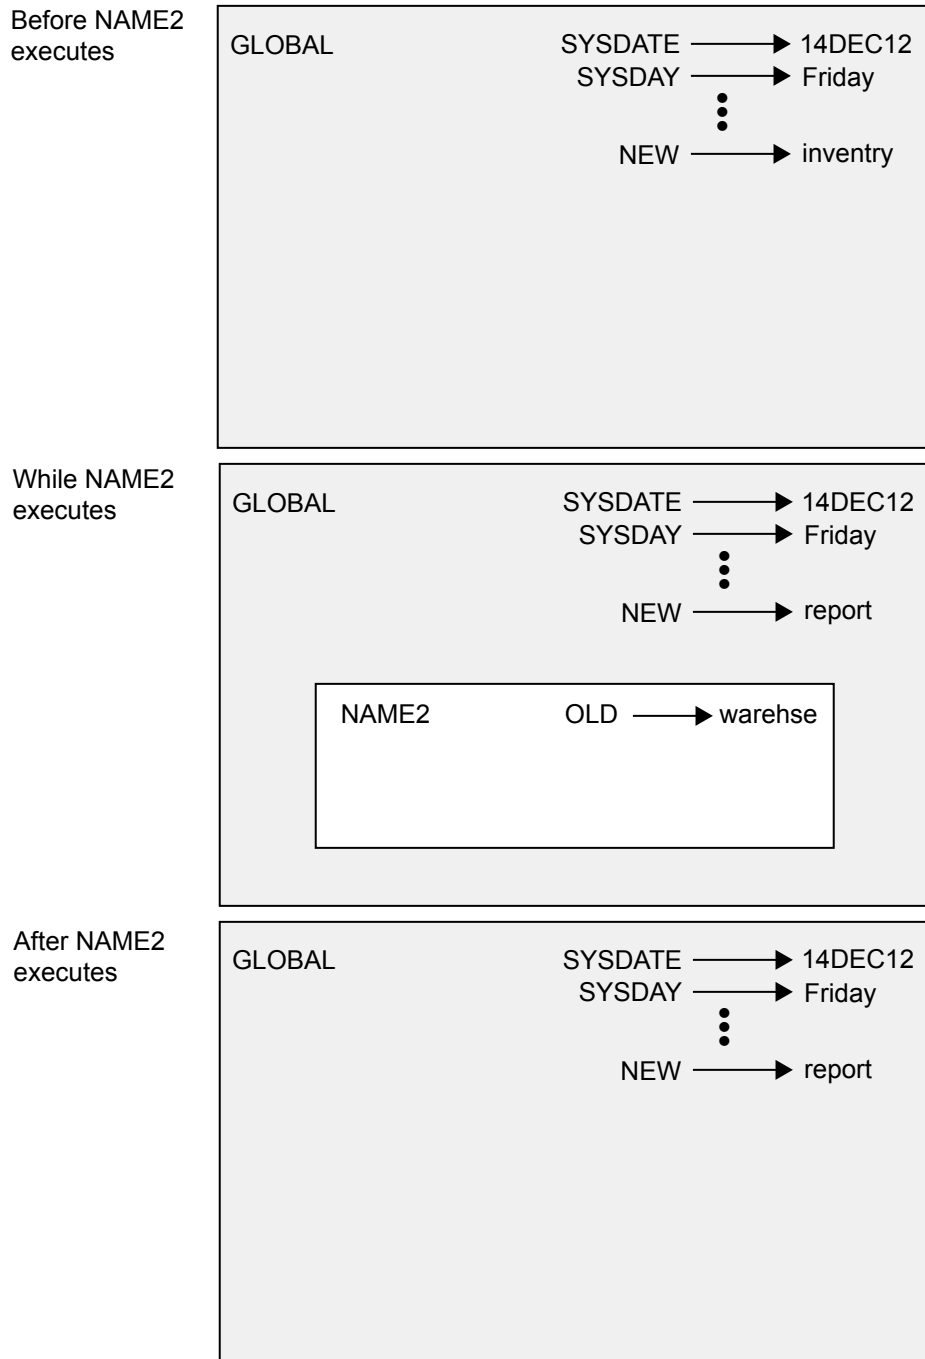 Before NAME2
executes
GLOBAL
SYSDATE 14DEC12
SYSDAY Friday
NEW inventry
While NAME2
executes
GLOBAL
SYSDATE 14DEC12
SYSDAY Friday
NEW report
NAME2 OLD warehse
After NAME2
executes
GLOBAL
SYSDATE 14DEC12
SYSDAY Friday
NEW report